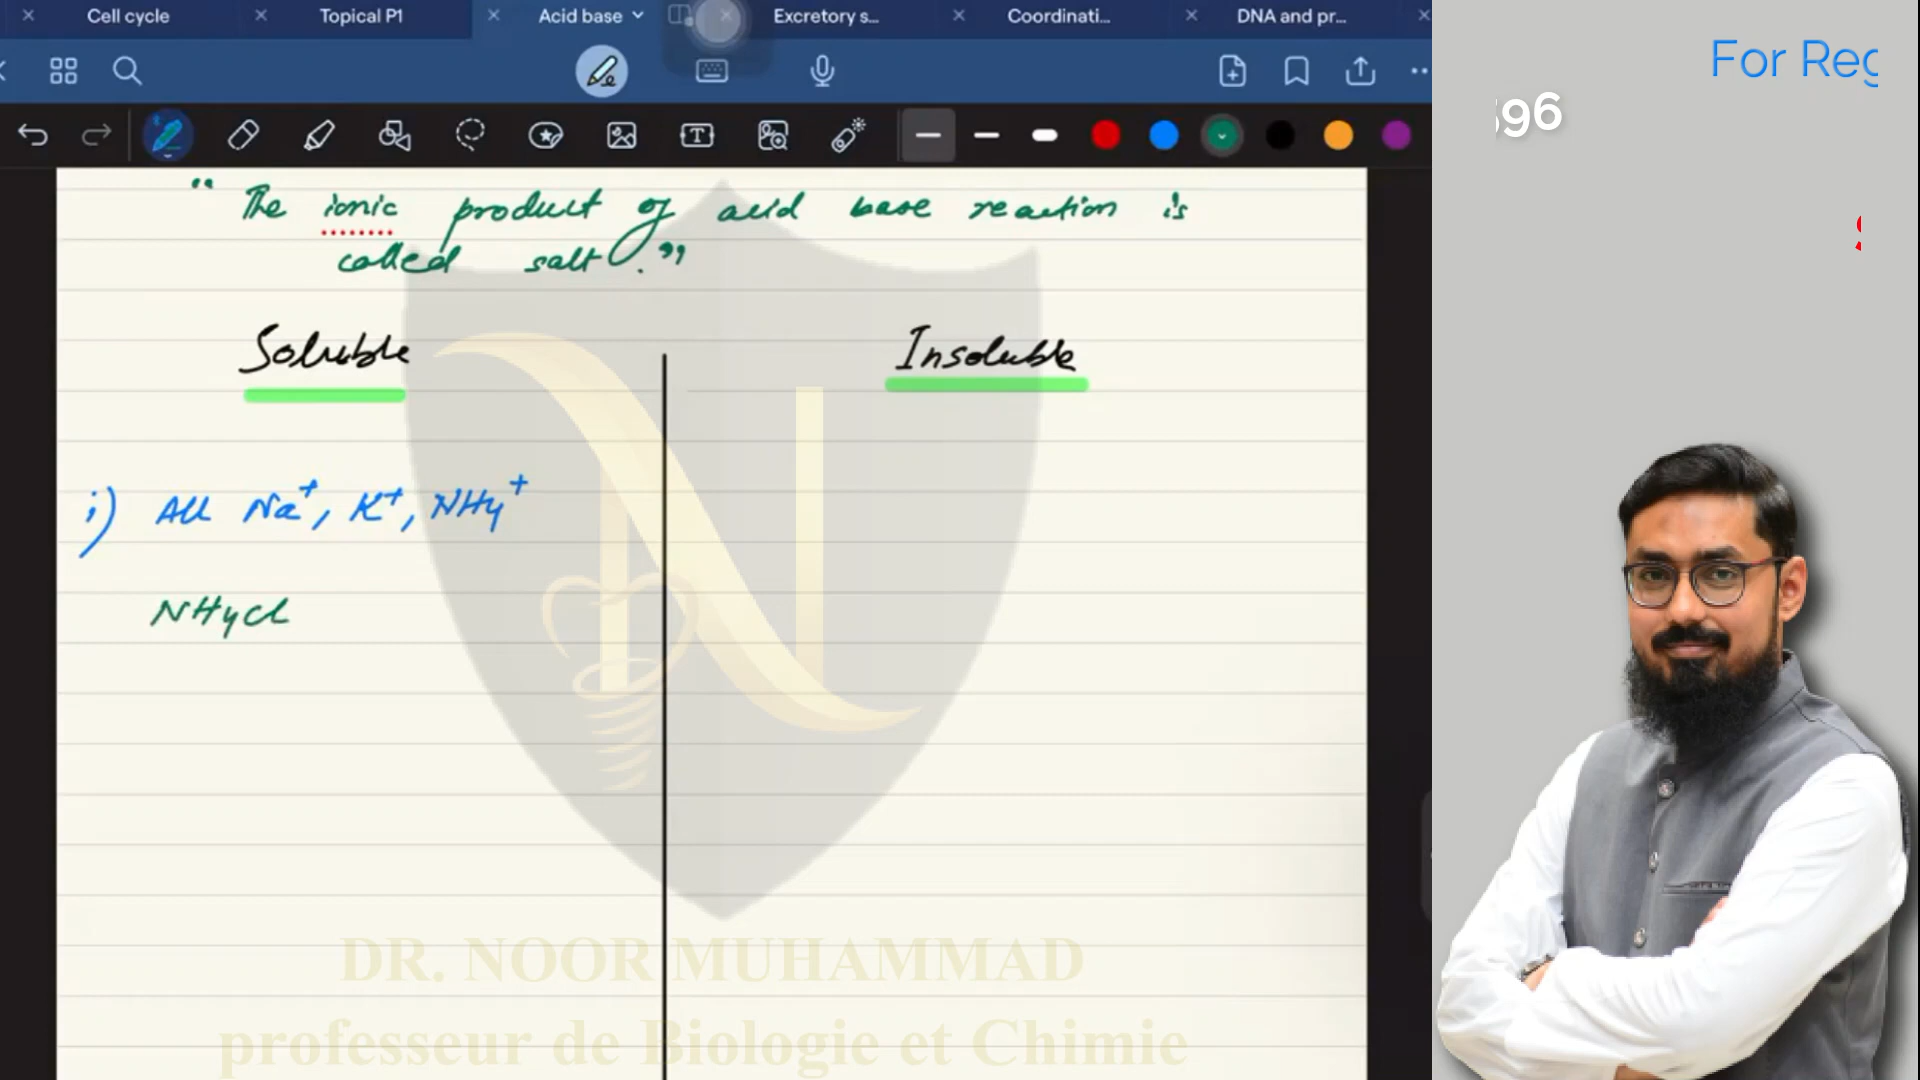 Cell cycle Topical P1 Acid base Excretory s... Coordinati... DNA and pr...
For Reg
596
“ The ionic product of acid base reaction is
called salt.”
Soluble Insoluble
i) All Na⁺, K⁺, NH₄⁺
NH₄Cl
DR. NOOR MUHAMMAD
professeur de Biologie et Chimie